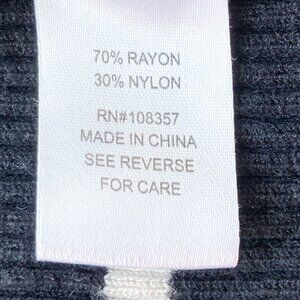 70% RAYON
30% NYLON
RN#108357
MADE IN CHINA
SEE REVERSE
FOR CARE